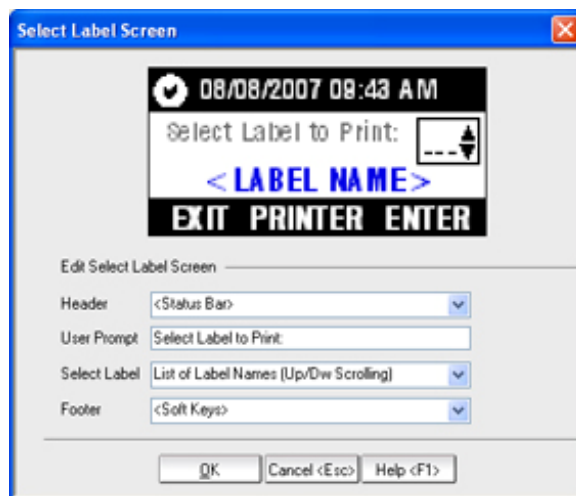 Select Label Screen
08/08/2007 09:43 AM
Select Label to Print:
---
<LABEL NAME>
EXIT PRINTER ENTER
Edit Select Label Screen
Header <Status Bar>
User Prompt Select Label to Print:
Select Label List of Label Names (Up/Dw Scrolling)
Footer <Soft Keys>
OK Cancel <Esc> Help <F1>